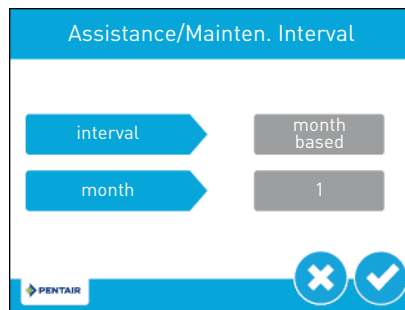 Assistance/Mainten. Interval
interval
month
based
month
1
PENTAIR